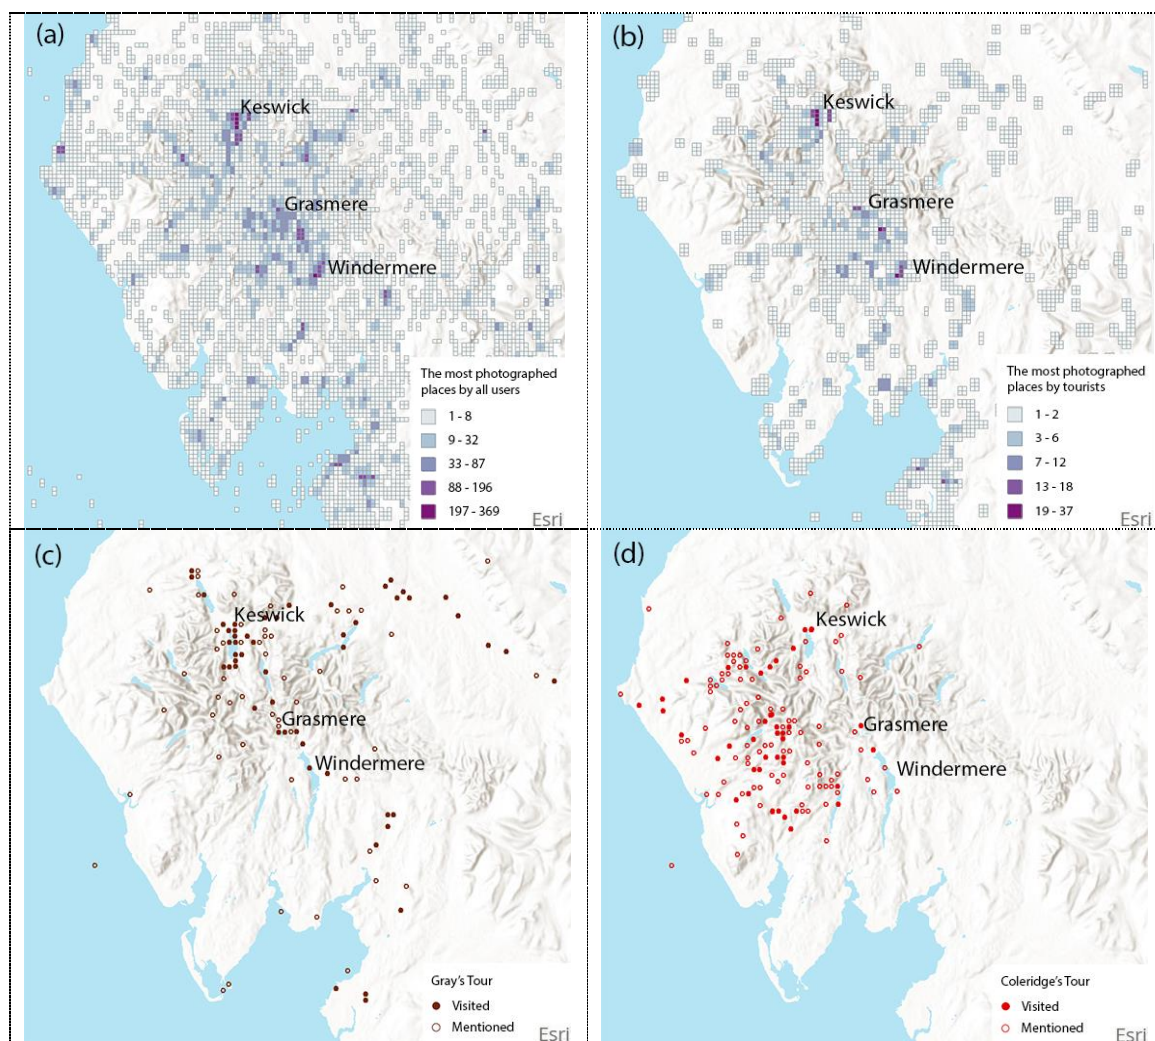 (a)
Keswick
Grasmere
Windermere
The most photographed
places by all users
1 - 8
9 - 32
33 - 87
88 - 196
197 - 369
Esri
(b)
Keswick
Grasmere
Windermere
The most photographed
places by tourists
1 - 2
3 - 6
7 - 12
13 - 18
19 - 37
Esri
(c)
Keswick
Grasmere
Windermere
Gray's Tour
Visited
Mentioned
Esri
(d)
Keswick
Grasmere
Windermere
Coleridge's Tour
Visited
Mentioned
Esri